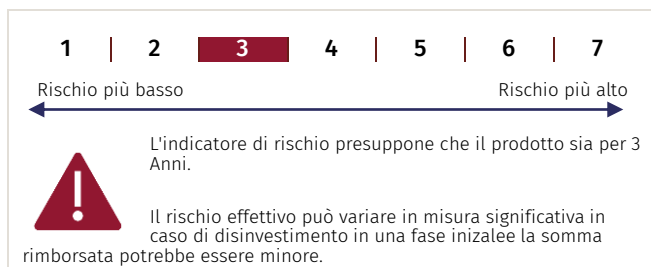 1 2 3 4 5 6 7
Rischio più basso Rischio più alto
L'indicatore di rischio presuppone che il prodotto sia per 3
Anni.
Il rischio effettivo può variare in misura significativa in
caso di disinvestimento in una fase inizalee la somma
rimborsata potrebbe essere minore.